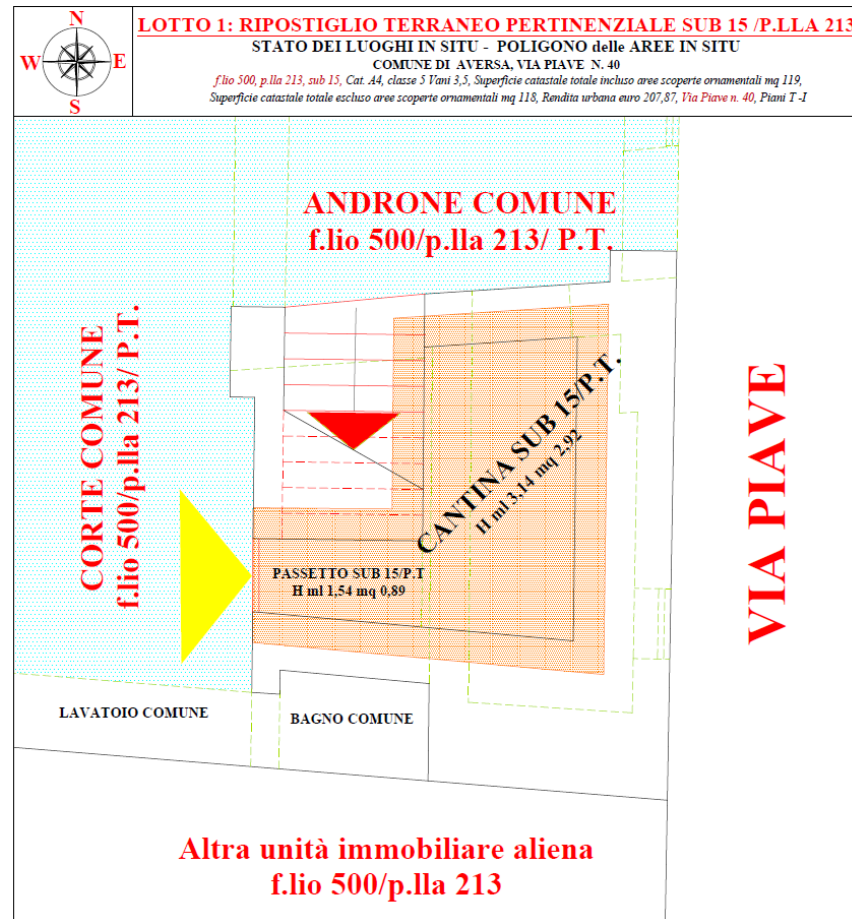 N
W E
S
LOTTO 1: RIPOSTIGLIO TERRANEO PERTINENZIALE SUB 15 /P.LLA 213
STATO DEI LUOGHI IN SITU - POLIGONO delle AREE IN SITU
COMUNE DI AVERSA, VIA PIAVE N. 40
f.lio 500, p.lla 213, sub 15, Cat. A4, classe 5 Vani 3,5, Superficie catastale totale incluso aree scoperte ornamentali mq 119,
Superficie catastale totale escluso aree scoperte ornamentali mq 118, Rendita urbana euro 207,87, Via Piave n. 40, Piani T -I
ANDRONE COMUNE
f.lio 500/p.lla 213/ P.T.
CORTE COMUNE
f.lio 500/p.lla 213/ P.T.
CANTINA SUB 15/P.T.
H ml 3,14 mq 2,92
VIA PIAVE
PASSETTO SUB 15/P.T
H ml 1,54 mq 0,89
LAVATOIO COMUNE
BAGNO COMUNE
Altra unità immobiliare aliena
f.lio 500/p.lla 213